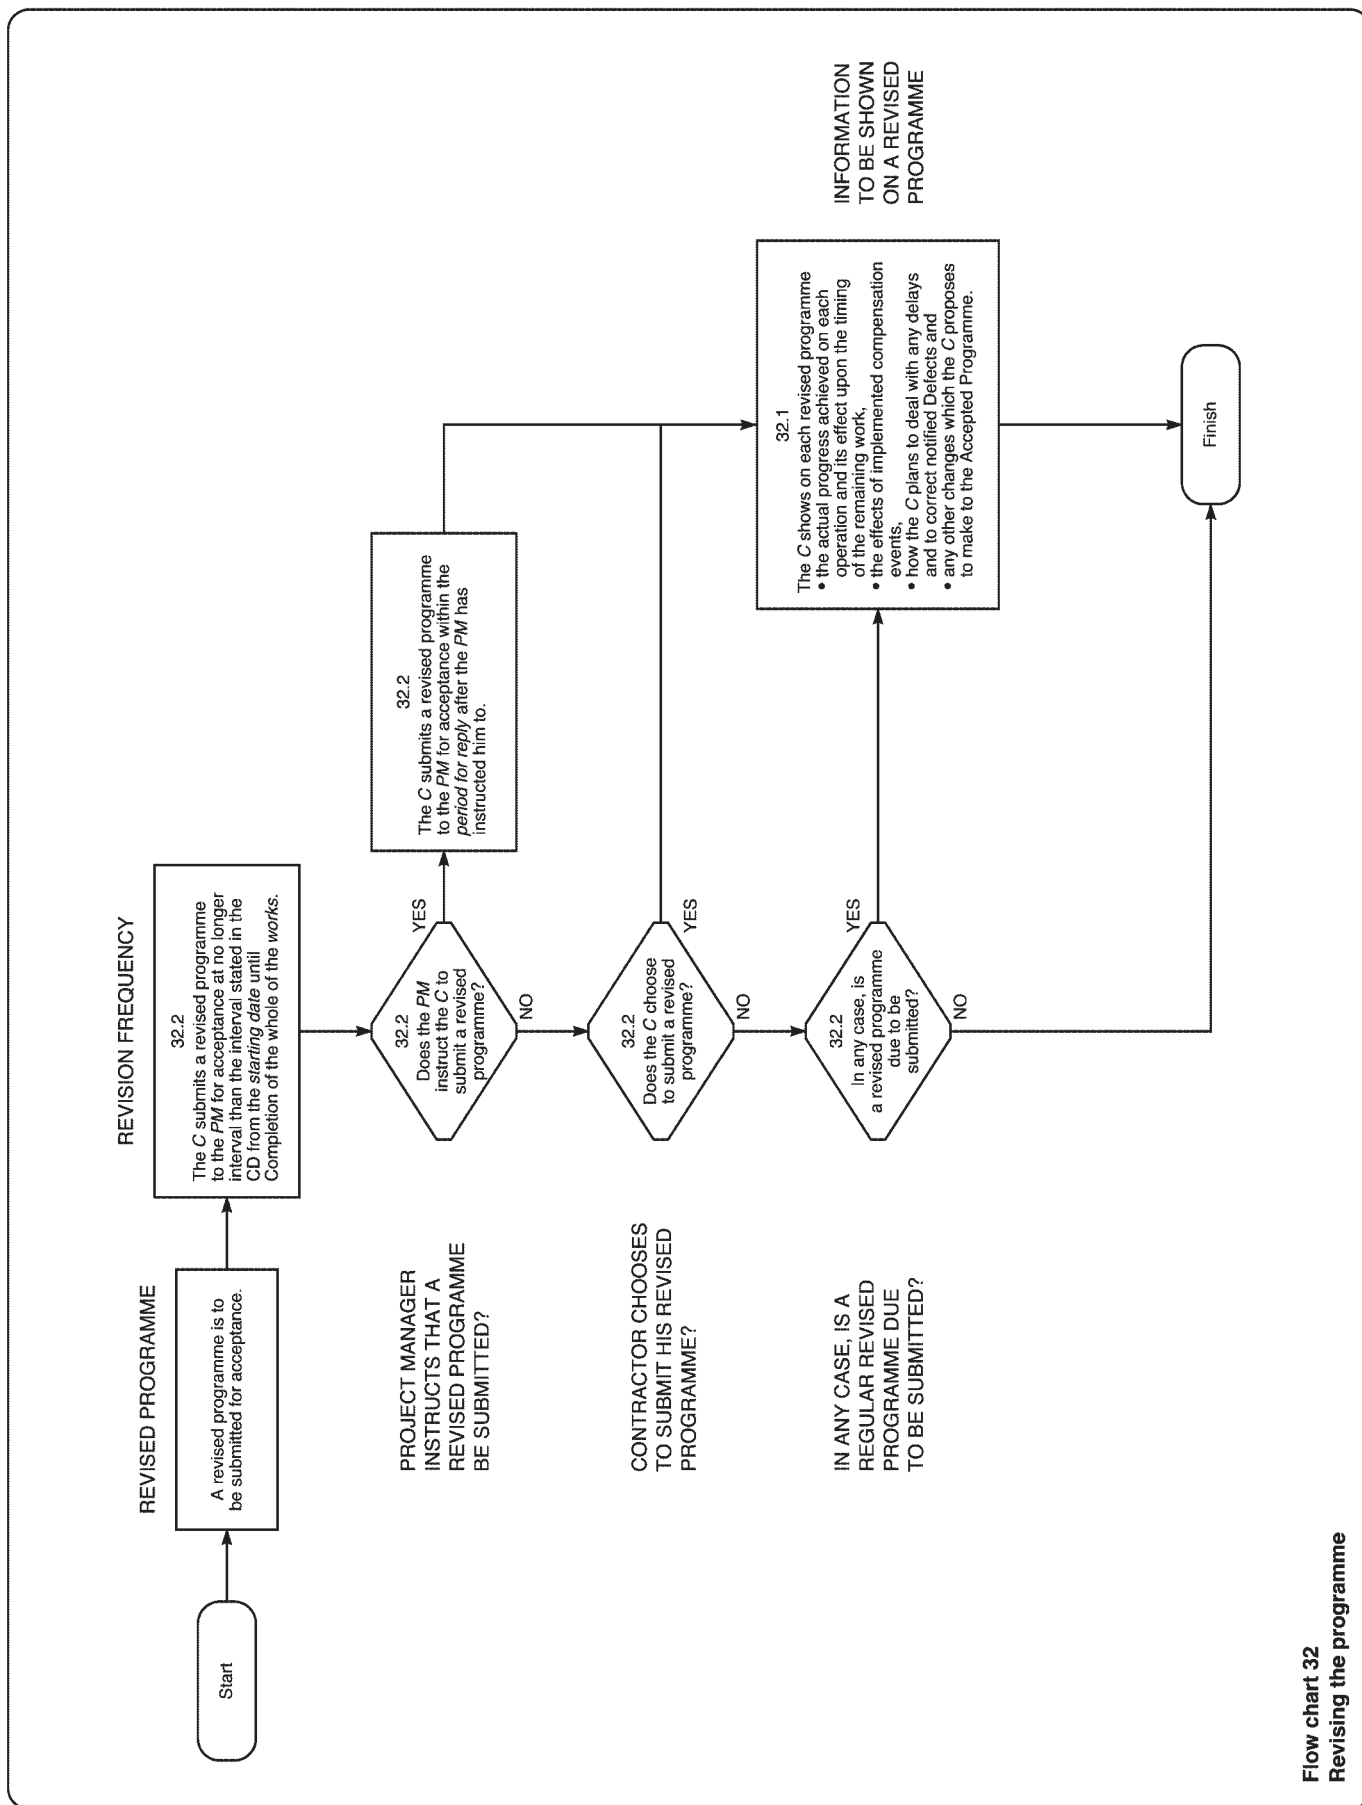 Start
REVISED PROGRAMME
A revised programme is to
be submitted for acceptance.
REVISION FREQUENCY
32.2
The C submits a revised programme
to the PM for acceptance at no longer
interval than the interval stated in the
CD from the starting date until
Completion of the whole of the works.
PROJECT MANAGER
INSTRUCTS THAT A
REVISED PROGRAMME
BE SUBMITTED?
32.2
Does the PM
instruct the C to
submit a revised
programme?
YES
NO
32.2
The C submits a revised programme
to the PM for acceptance within the
period for reply after the PM has
instructed him to.
CONTRACTOR CHOOSES
TO SUBMIT HIS REVISED
PROGRAMME?
32.2
Does the C choose
to submit a revised
programme?
YES
NO
IN ANY CASE, IS A
REGULAR REVISED
PROGRAMME DUE
TO BE SUBMITTED?
32.2
In any case, is
a revised programme
due to be
submitted?
YES
NO
32.1
The C shows on each revised programme
• the actual progress achieved on each
operation and its effect upon the timing
of the remaining work,
• the effects of implemented compensation
events,
• how the C plans to deal with any delays
and to correct notified Defects and
• any other changes which the C proposes
to make to the Accepted Programme.
INFORMATION
TO BE SHOWN
ON A REVISED
PROGRAMME
Finish
Flow chart 32
Revising the programme